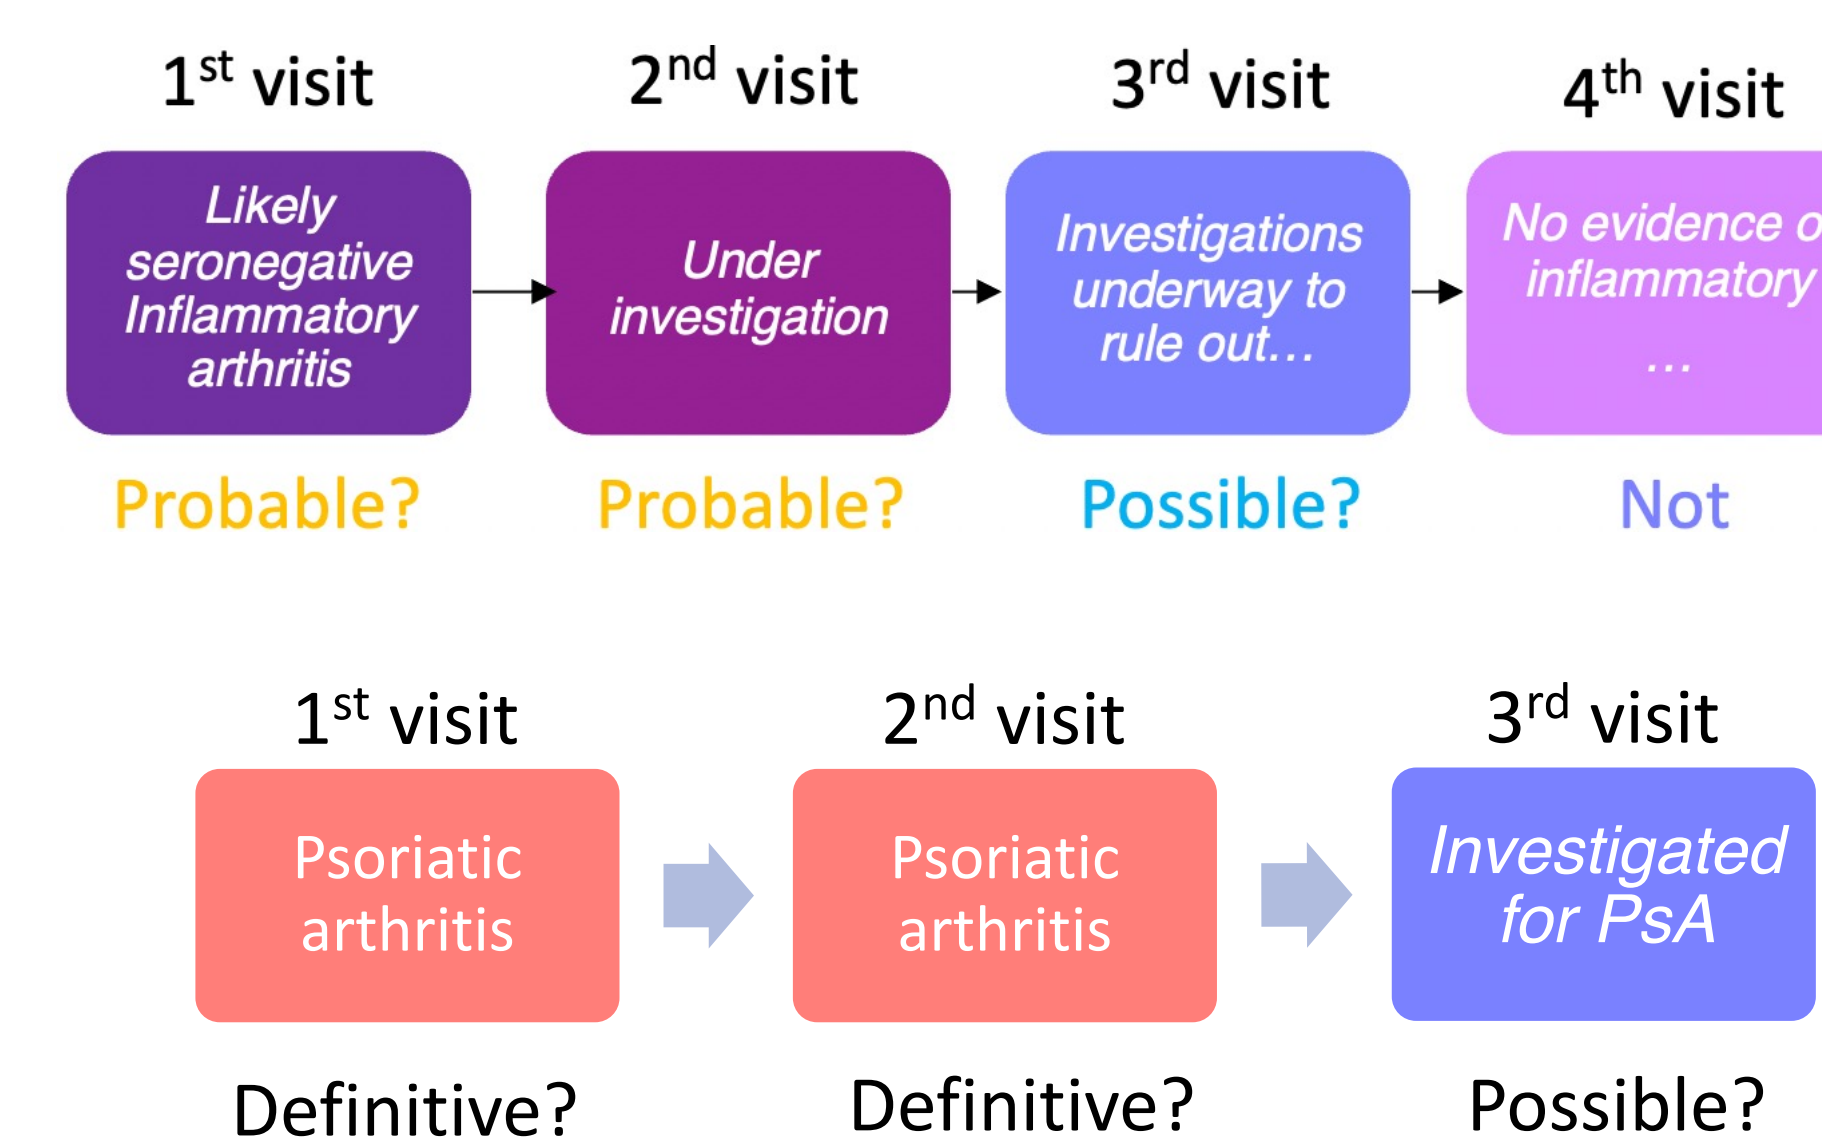 1st visit 2nd visit 3rd visit 4th visit
Likely
seronegative
Inflammatory
arthritis
Under
investigation
Investigations
underway to
rule out...
No evidence o
inflammatory
...
Probable? Probable? Possible? Not
1st visit 2nd visit 3rd visit
Psoriatic
arthritis
Psoriatic
arthritis
Investigated
for PsA
Definitive? Definitive? Possible?